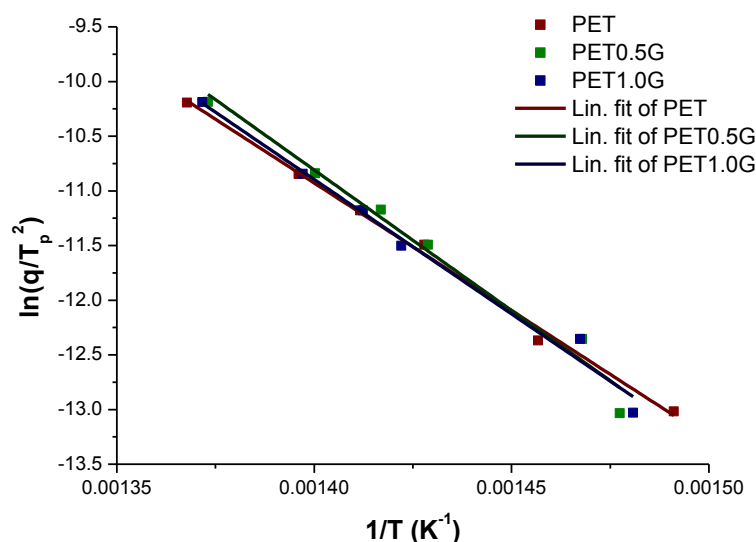 -9.5
-10.0
-10.5
-11.0
-11.5
-12.0
-12.5
-13.0
-13.5
ln(q/Tp²)
PET
PET0.5G
PET1.0G
Lin. fit of PET
Lin. fit of PET0.5G
Lin. fit of PET1.0G
0.00135
0.00140
0.00145
0.00150
1/T (K⁻¹)